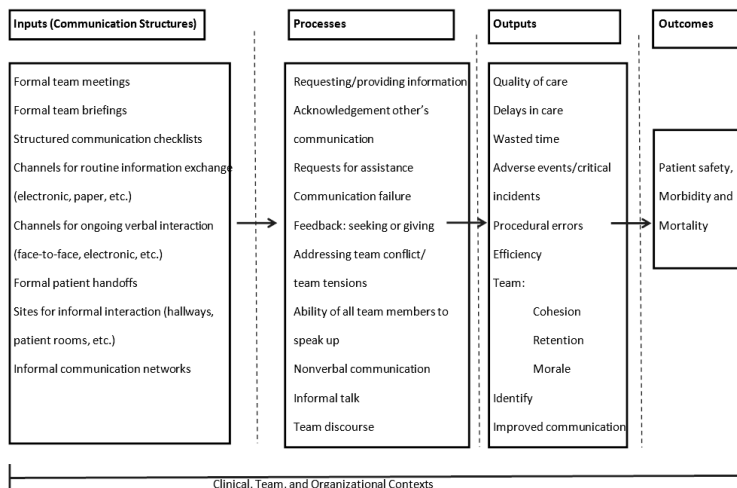 Inputs (Communication Structures)
Processes
Outputs
Outcomes
Formal team meetings
Formal team briefings
Structured communication checklists
Channels for routine information exchange
(electronic, paper, etc.)
Channels for ongoing verbal interaction
(face-to-face, electronic, etc.)
Formal patient handoffs
Sites for informal interaction (hallways,
patient rooms, etc.)
Informal communication networks
Requesting/providing information
Acknowledgement other's
communication
Requests for assistance
Communication failure
Feedback: seeking or giving
Addressing team conflict/
team tensions
Ability of all team members to
speak up
Nonverbal communication
Informal talk
Team discourse
Quality of care
Delays in care
Wasted time
Adverse events/critical
incidents
Procedural errors
Efficiency
Team:
Cohesion
Retention
Morale
Identify
Improved communication
Patient safety,
Morbidity and
Mortality
Clinical, Team, and Organizational Contexts